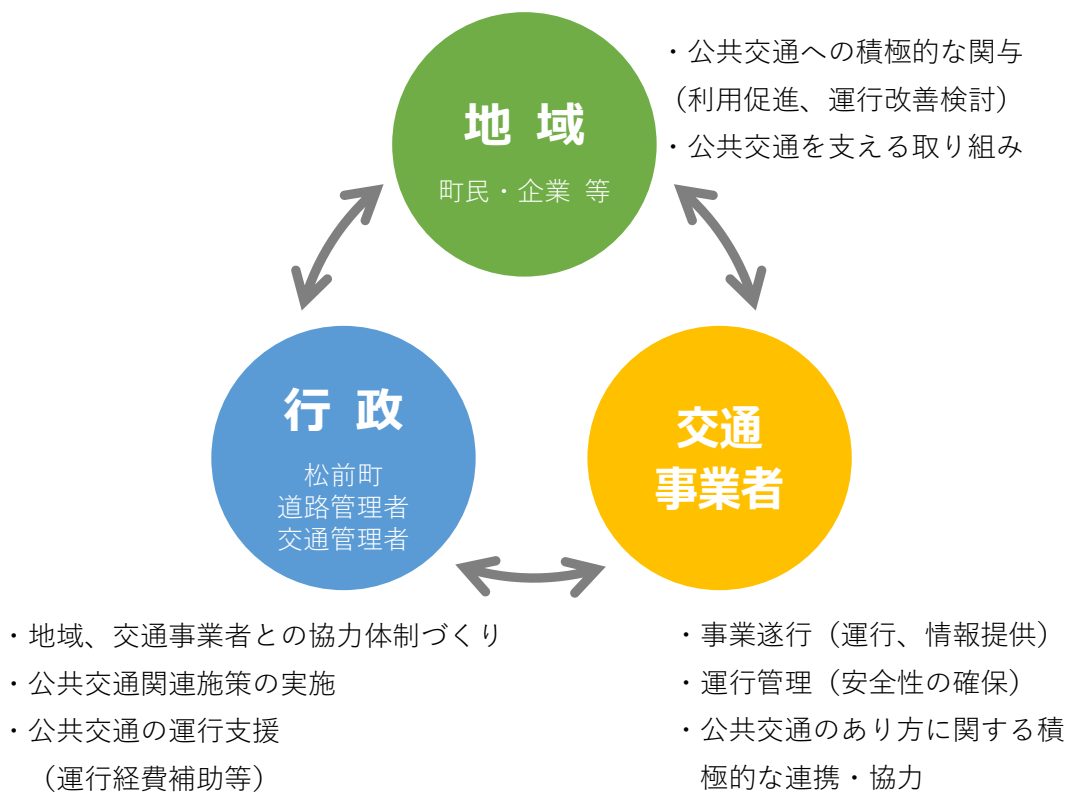 地域
町民・企業 等
・公共交通への積極的な関与
（利用促進、運行改善検討）
・公共交通を支える取り組み
行政
松前町
道路管理者
交通管理者
交通
事業者
・地域、交通事業者との協力体制づくり
・公共交通関連施策の実施
・公共交通の運行支援
（運行経費補助等）
・事業遂行（運行、情報提供）
・運行管理（安全性の確保）
・公共交通のあり方に関する積
極的な連携・協力